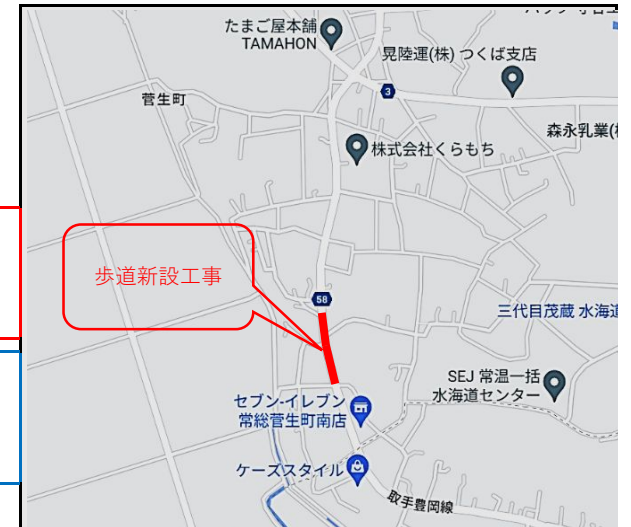 たまご屋本舗
TAMAHON
晃陸運(株) つくば支店
3
菅生町
森永乳業(
株式会社くらもち
歩道新設工事
58
三代目茂蔵 水海道
SEJ 常温一括
水海道センター
セブン-イレブン
常総菅生町南店
ケーズスタイル
取手豊岡線